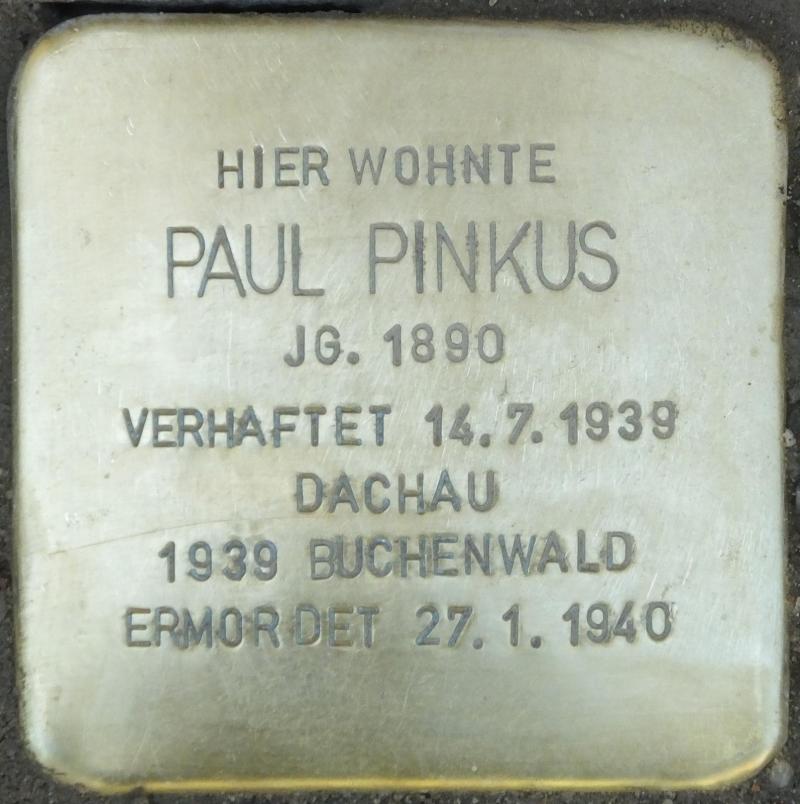 HIER WOHNTE
PAUL PINKUS
JG. 1890
VERHAFTET 14.7.1939
DACHAU
1939 BUCHENWALD
ERMORDET 27.1.1940